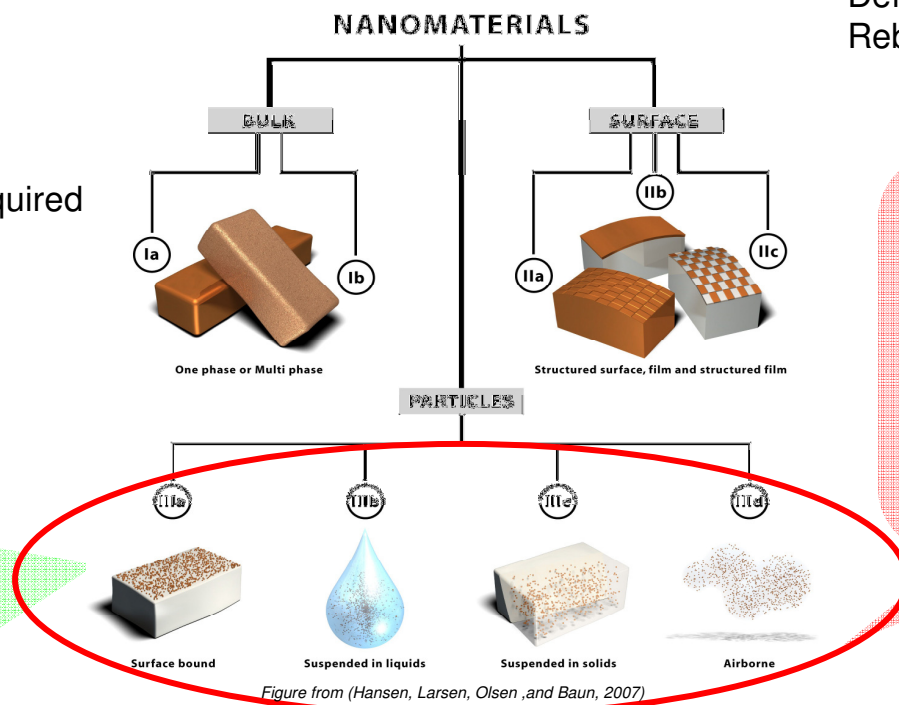 Def
Reb
NANOMATERIALS
BULK
SURFACE
quired
IIb
Ia
Ib
IIa
IIc
One phase or Multi phase
Structured surface, film and structured film
PARTICLES
IIIa
IIIb
IIIc
IIId
Surface bound
Suspended in liquids
Suspended in solids
Airborne
Figure from (Hansen, Larsen, Olsen ,and Baun, 2007)